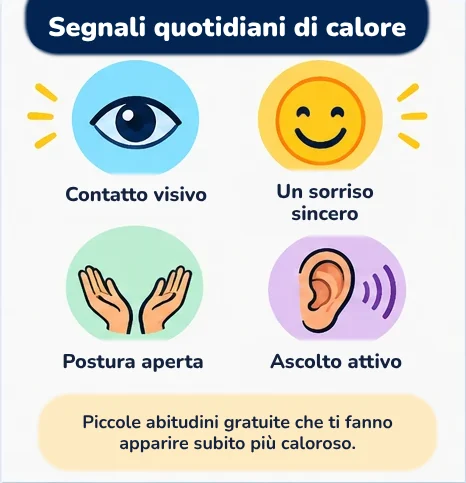 Segnali quotidiani di calore
Contatto visivo
Un sorriso
sincero
Postura aperta
Ascolto attivo
Piccole abitudini gratuite che ti fanno
apparire subito più caloroso.